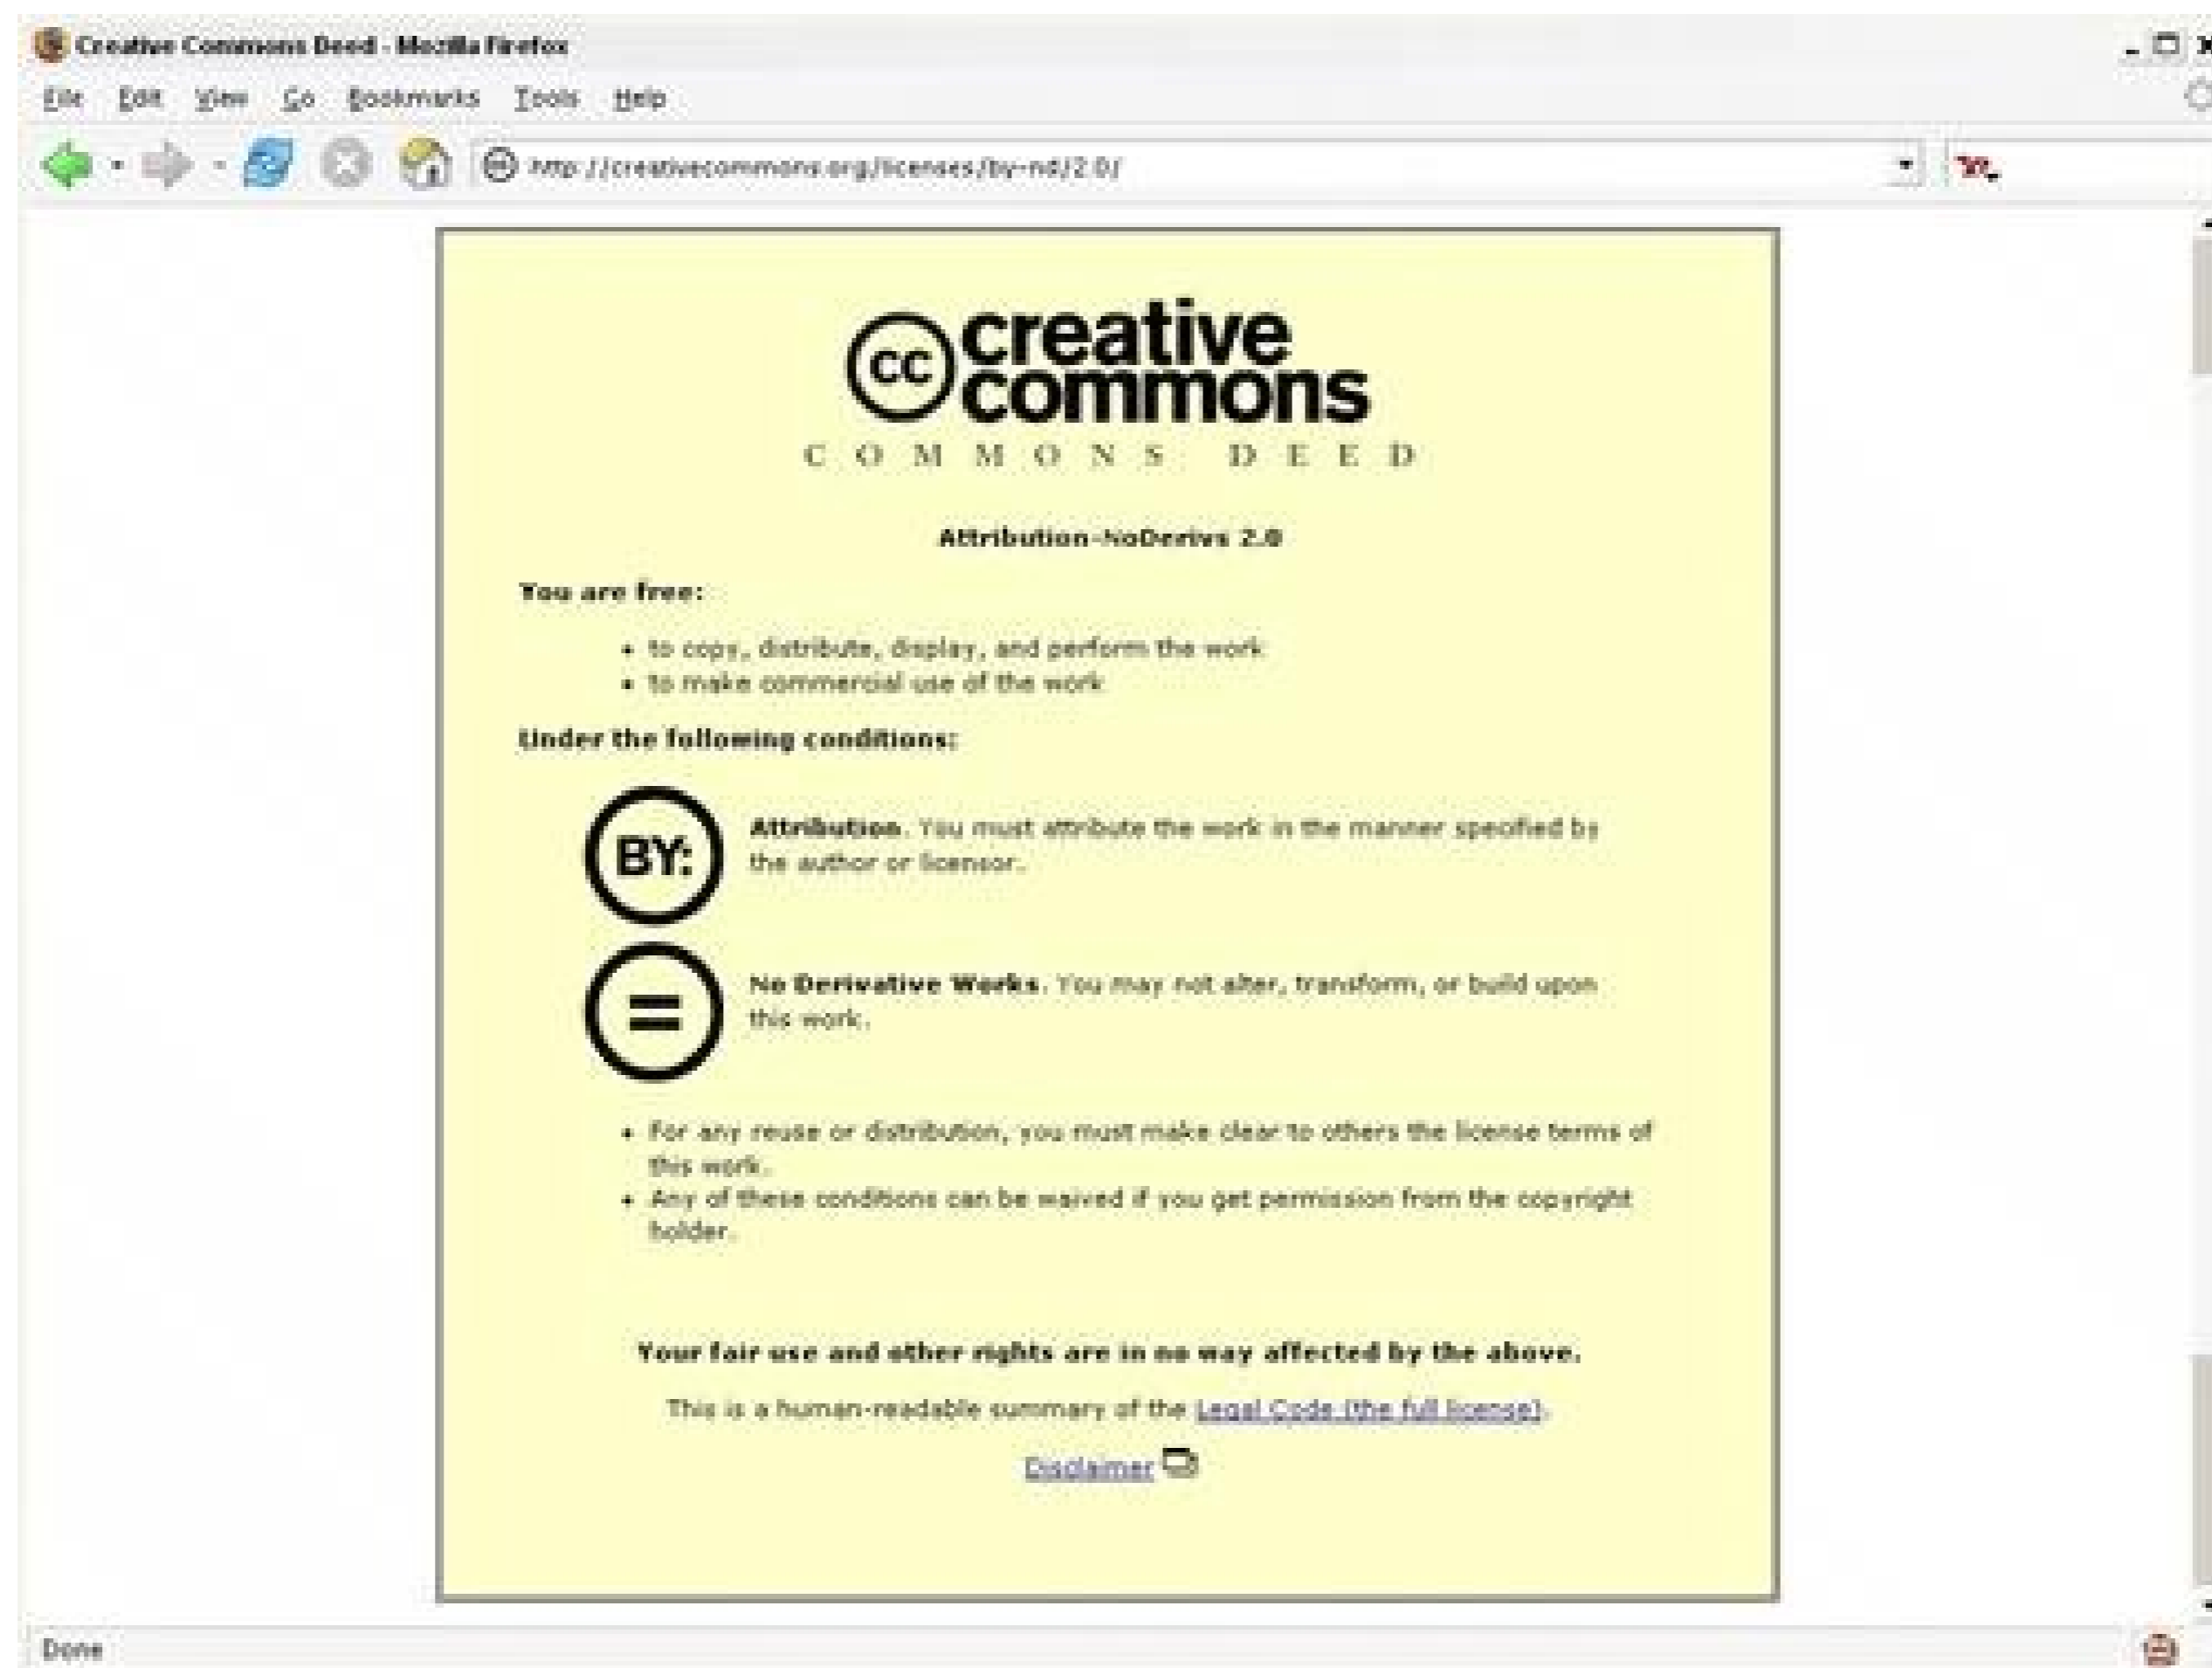 Creative Commons Deed - Mozilla Firefox
File Edit View Go Bookmarks Tools Help
http://creativecommons.org/licenses/by-nd/2.0/
cc creative
commons
COMMONS DEED
Attribution-NoDerivs 2.0
You are free:
• to copy, distribute, display, and perform the work
• to make commercial use of the work
Under the following conditions:
BY:
Attribution. You must attribute the work in the manner specified by
the author or licensor.
=
No Derivative Works. You may not alter, transform, or build upon
this work.
• For any reuse or distribution, you must make clear to others the license terms of
this work.
• Any of these conditions can be waived if you get permission from the copyright
holder.
Your fair use and other rights are in no way affected by the above.
This is a human-readable summary of the Legal Code (the full license).
Disclaimer
Done